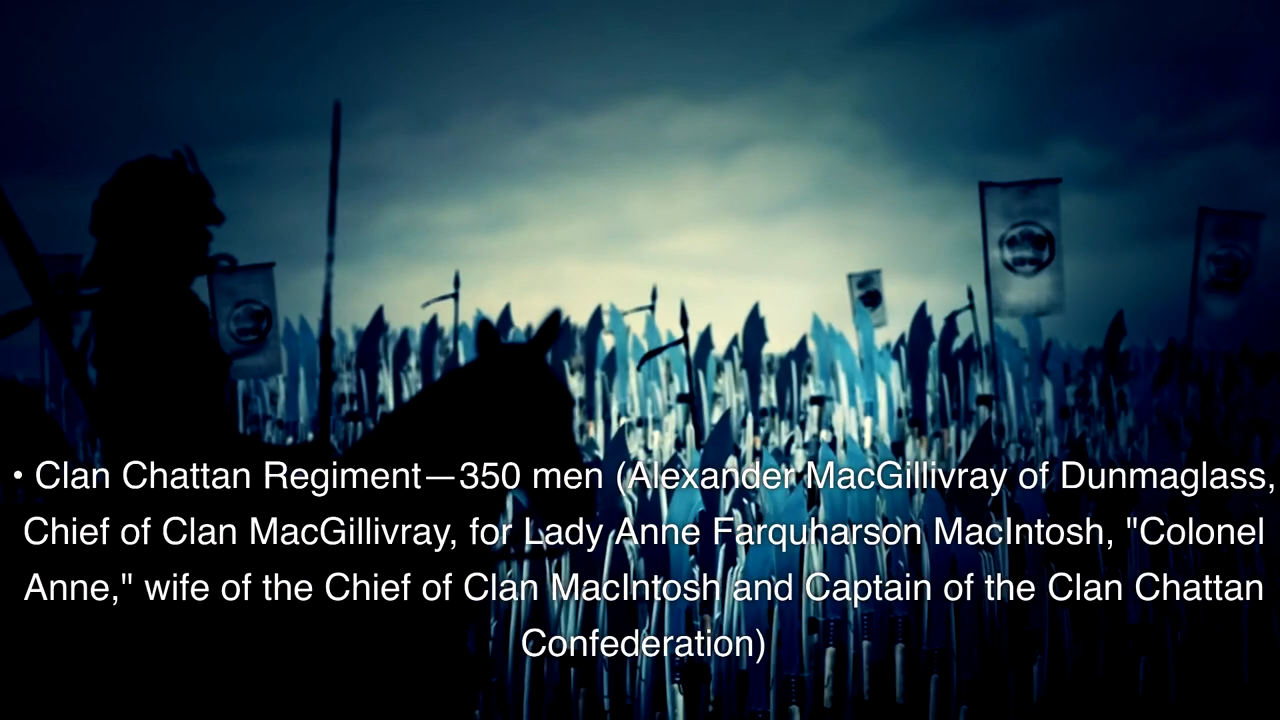 • Clan Chattan Regiment—350 men (Alexander MacGillivray of Dunmaglass,
Chief of Clan MacGillivray, for Lady Anne Farquharson MacIntosh, "Colonel
Anne," wife of the Chief of Clan MacIntosh and Captain of the Clan Chattan
Confederation)